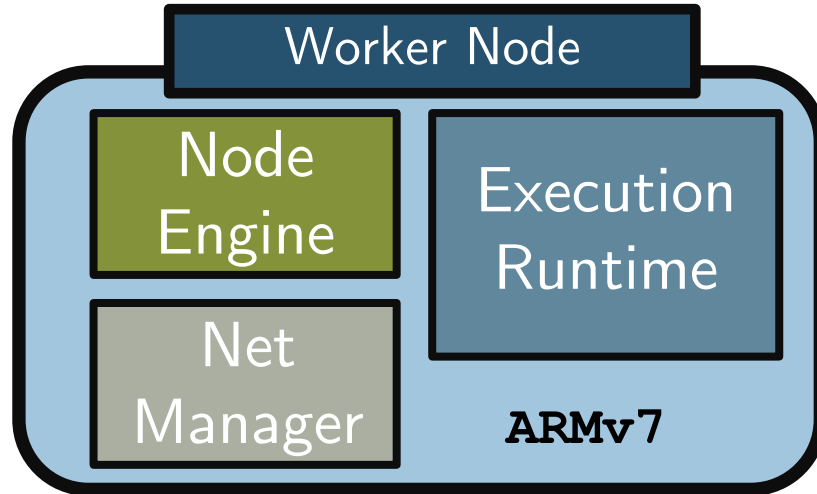 Worker Node
Node
Engine
Execution
Runtime
Net
Manager
ARMv7